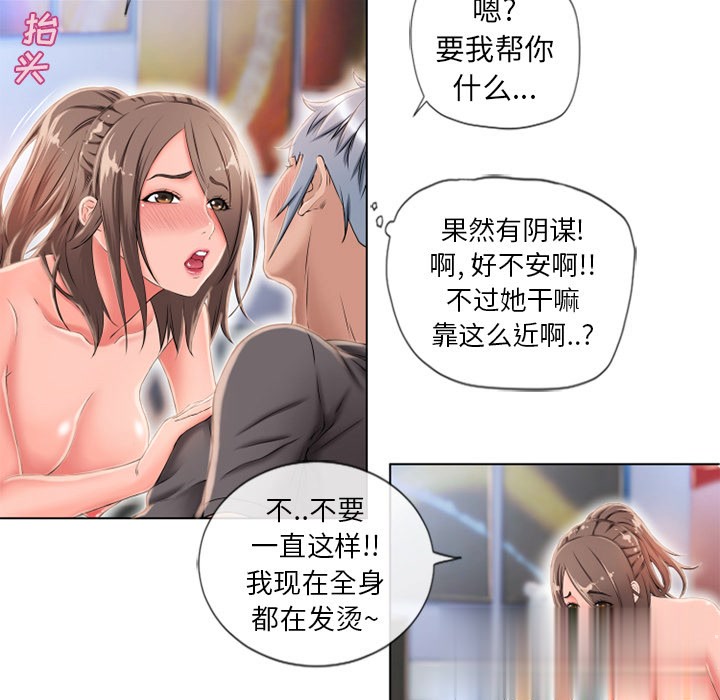 抬头
嗯?
要我帮你
什么...
果然有阴谋!
啊, 好不安啊!!
不过她干嘛
靠这么近啊..?
不..不要
一直这样!!
我现在全身
都在发烫~